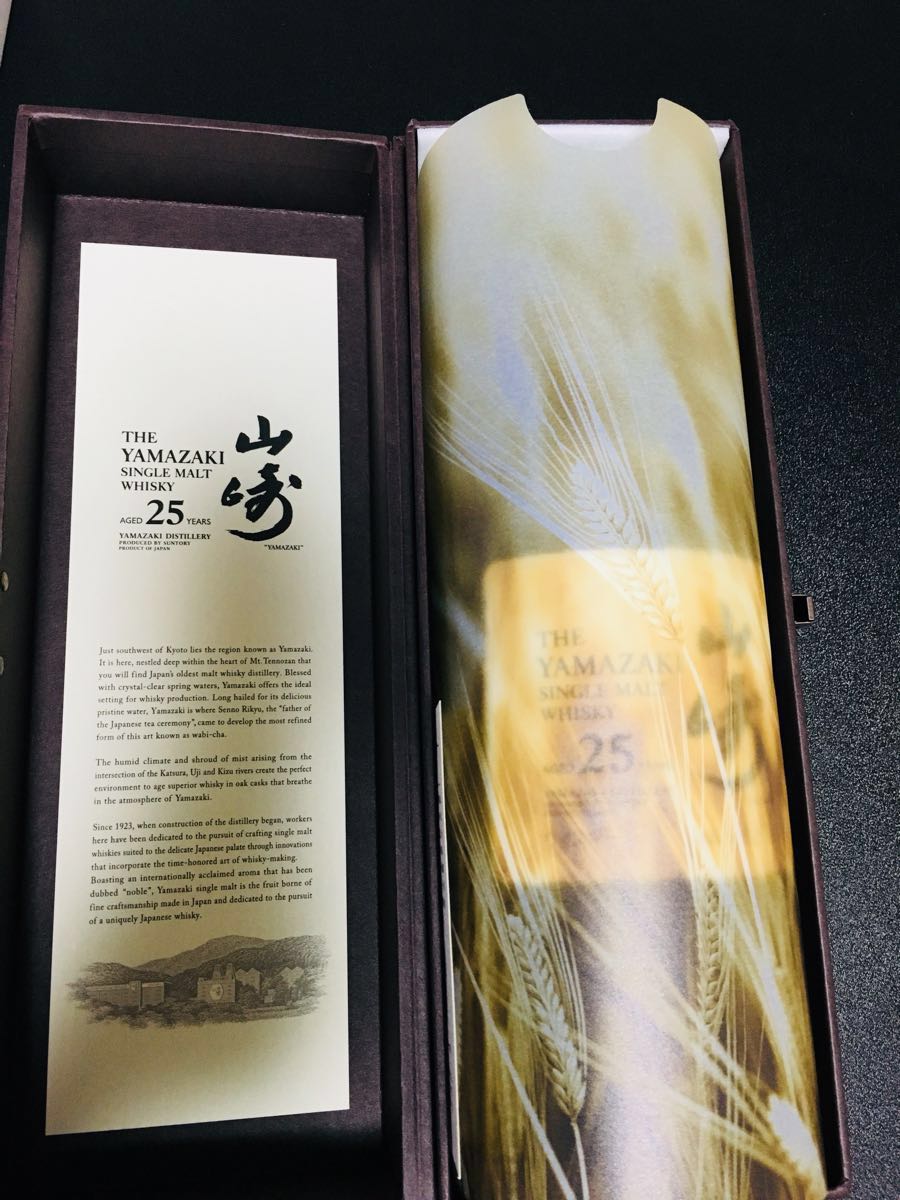 THE
YAMAZAKI
SINGLE MALT
WHISKY
AGED 25 YEARS
YAMAZAKI DISTILLERY
PRODUCED BY SUNTORY
PRODUCT OF JAPAN
山崎
"YAMAZAKI"
Just southwest of Kyoto lies the region known as Yamazaki.
It is here, nestled deep within the heart of Mt. Tennozan that
you will find Japan's oldest malt whisky distillery. Blessed
with crystal-clear spring waters, Yamazaki offers the ideal
setting for whisky production. Long hailed for its delicious
pristine water, Yamazaki is where Senno Rikyu, the "father of
the Japanese tea ceremony", came to develop the most refined
form of this art known as wabi-cha.
The humid climate and shroud of mist arising from the
intersection of the Katsura, Uji and Kizu rivers create the perfect
environment to age superior whisky in oak casks that breathe
in the atmosphere of Yamazaki.
Since 1923, when construction of the distillery began, workers
here have been dedicated to the pursuit of crafting single malt
whiskies suited to the delicate Japanese palate through innovations
that incorporate the time-honored art of whisky-making.
Boasting an internationally acclaimed aroma that has been
dubbed "noble", Yamazaki single malt is the fruit borne of
fine craftsmanship made in Japan and dedicated to the pursuit
of a uniquely Japanese whisky.
THE
YAMAZAKI
SINGLE MALT
WHISKY
AGED 25
山崎